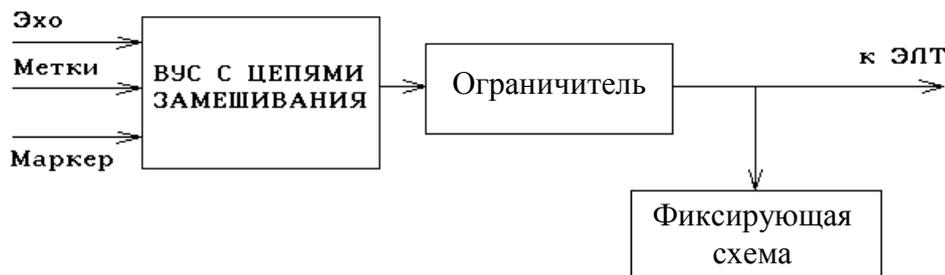 Эхо
Метки
Маркер
ВУС С ЦЕПЯМИ
ЗАМЕШИВАНИЯ
Ограничитель
к ЭЛТ
Фиксирующая
схема